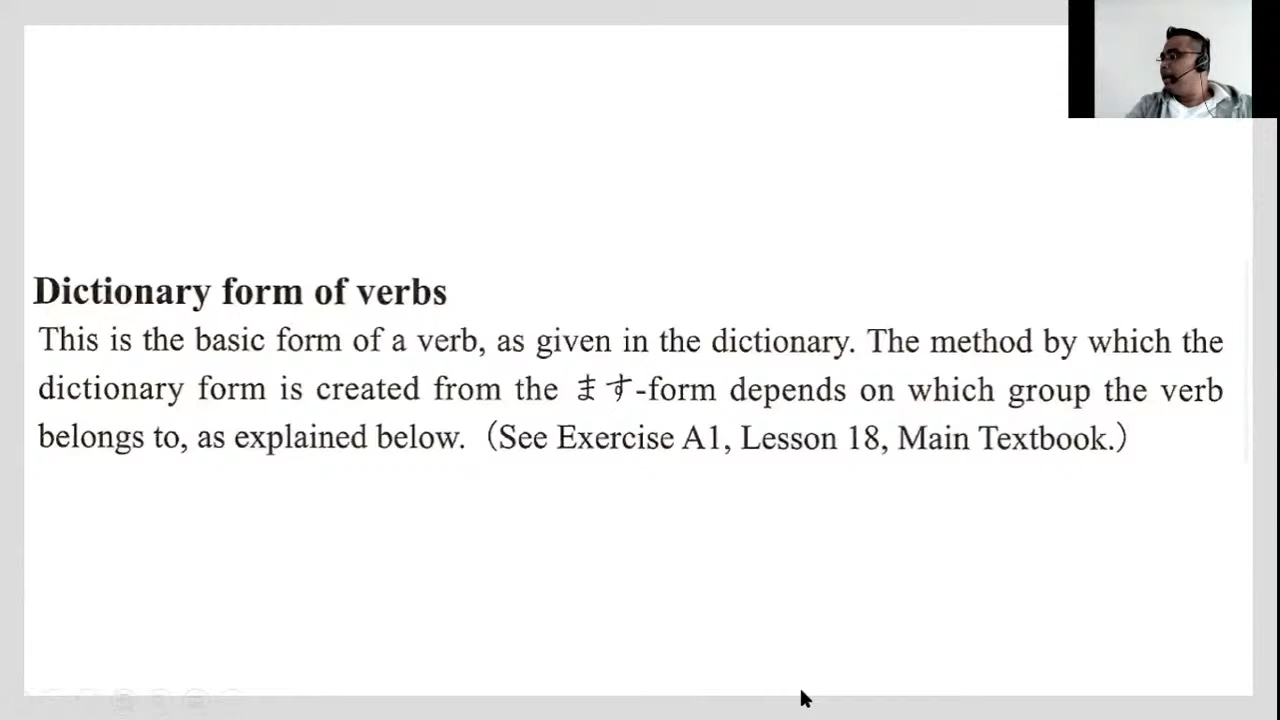 Dictionary form of verbs
This is the basic form of a verb, as given in the dictionary. The method by which the
dictionary form is created from the ます-form depends on which group the verb
belongs to, as explained below.（See Exercise A1, Lesson 18, Main Textbook.）